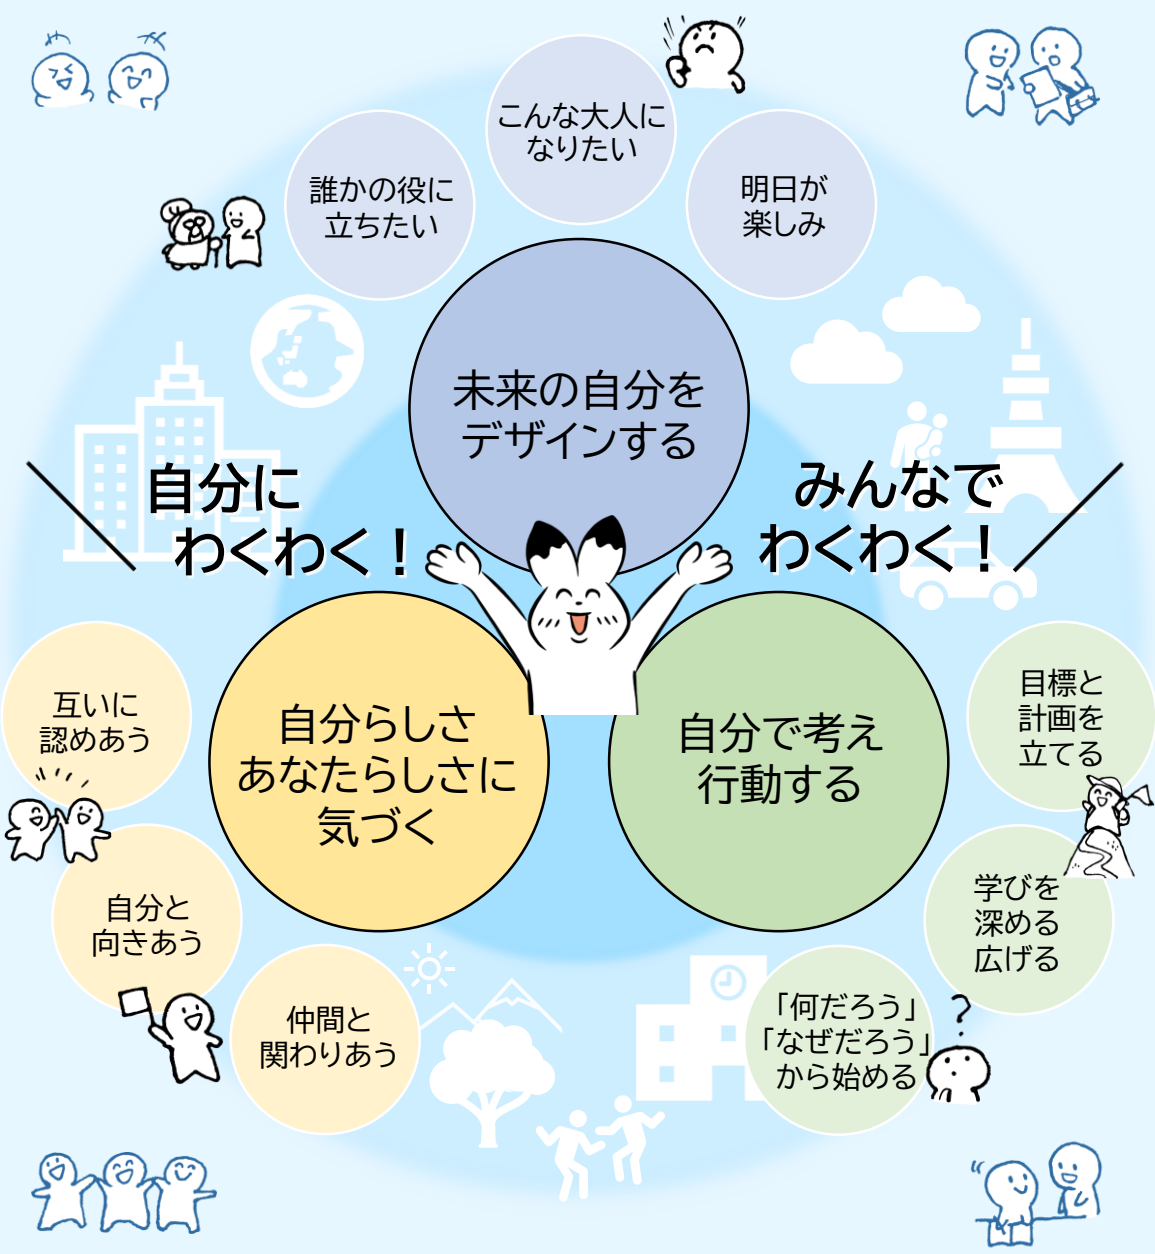 こんな大人に
なりたい
誰かの役に
立ちたい
明日が
楽しみ
未来の自分を
デザインする
自分に
わくわく！
みんなで
わくわく！
自分らしさ
あなたらしさに
気づく
自分で考え
行動する
互いに
認めあう
自分と
向きあう
仲間と
関わりあう
目標と
計画を
立てる
学びを
深める
広げる
「何だろう」
「なぜだろう」
から始める
?